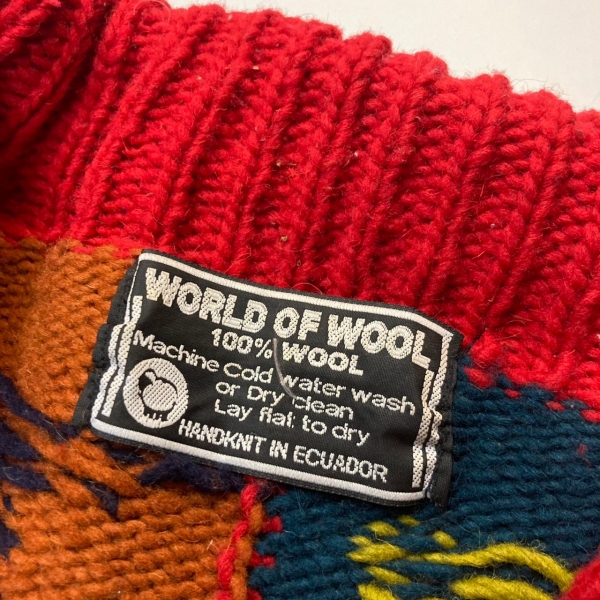 WORLD OF WOOL
100% WOOL
Machine Cold water wash
or Dry clean
Lay flat to dry
HANDKNIT IN ECUADOR